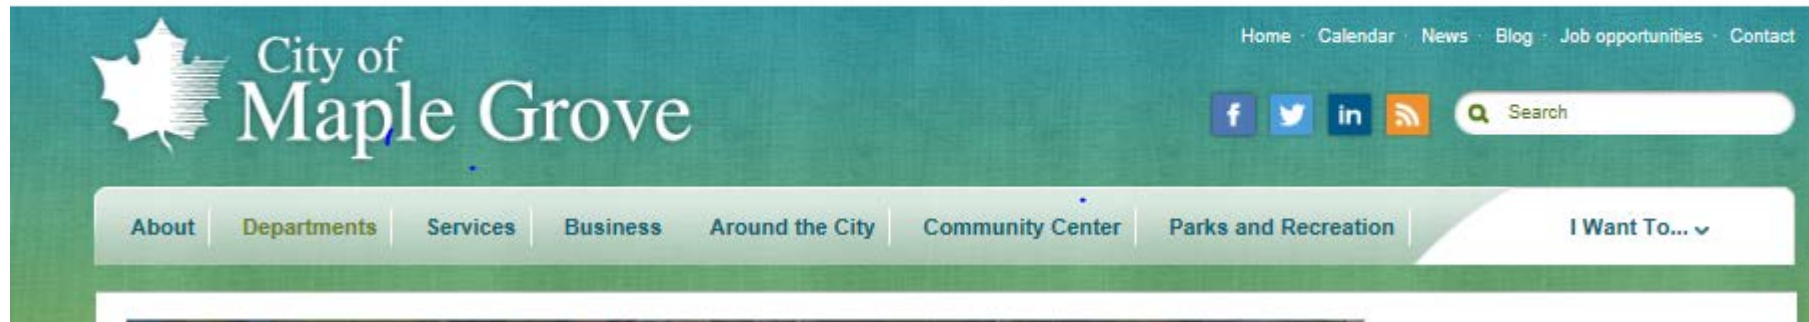 Home · Calendar · News · Blog · Job opportunities · Contact
City of
Maple Grove
f in Search
About Departments Services Business Around the City Community Center Parks and Recreation I Want To...